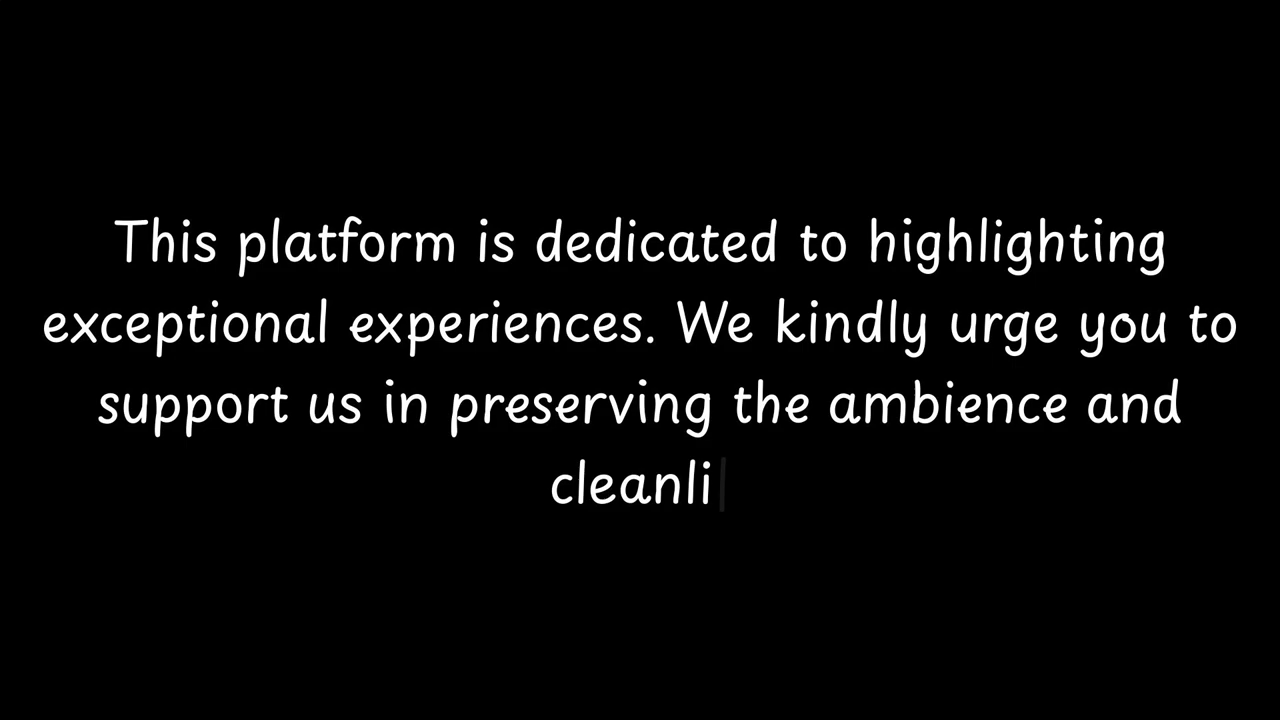 This platform is dedicated to highlighting
exceptional experiences. We kindly urge you to
support us in preserving the ambience and
cleanli